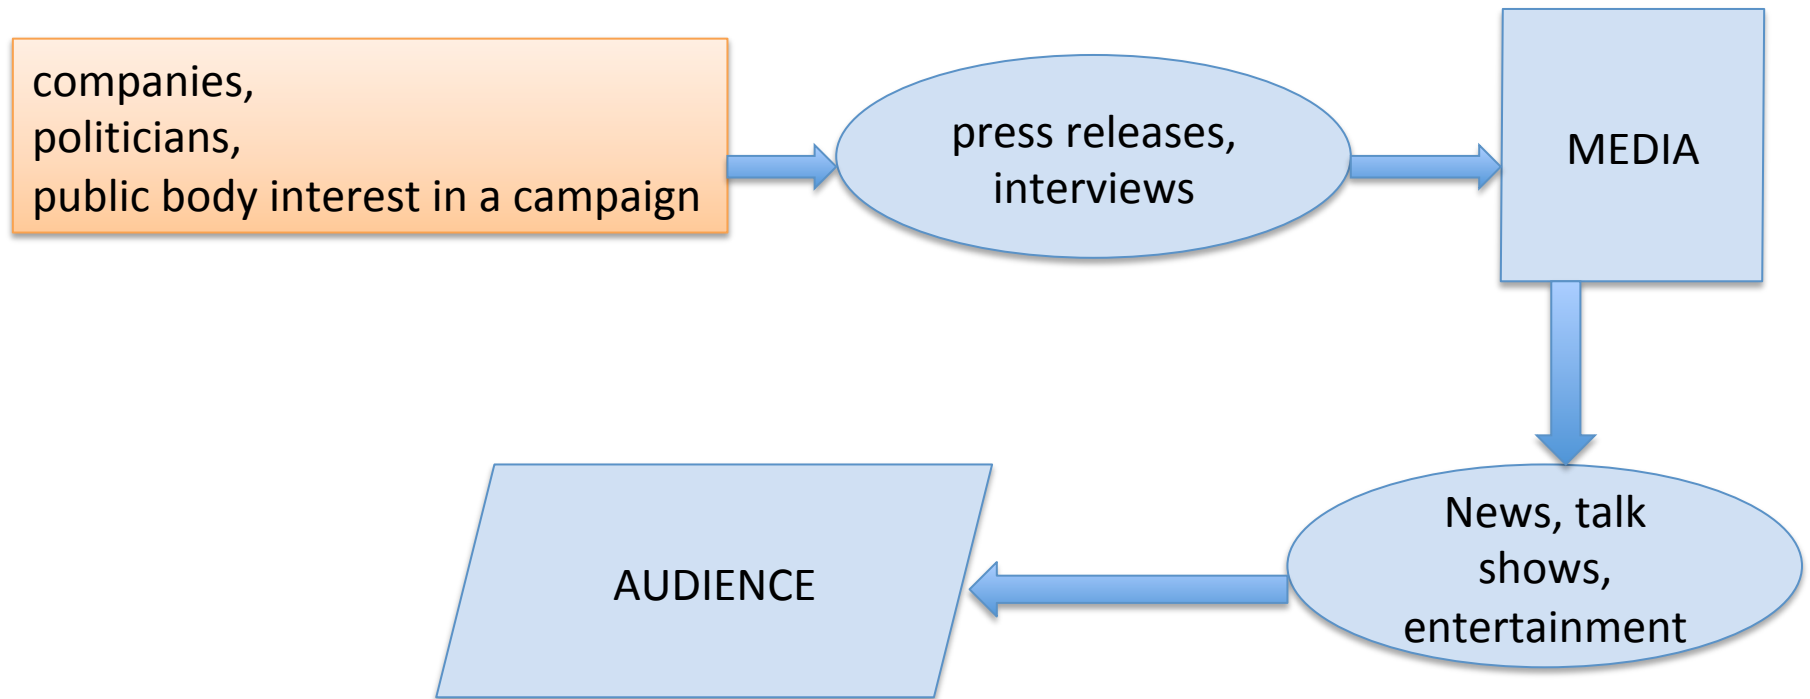 companies,
politicians,
public body interest in a campaign
press releases,
interviews
MEDIA
News, talk
shows,
entertainment
AUDIENCE